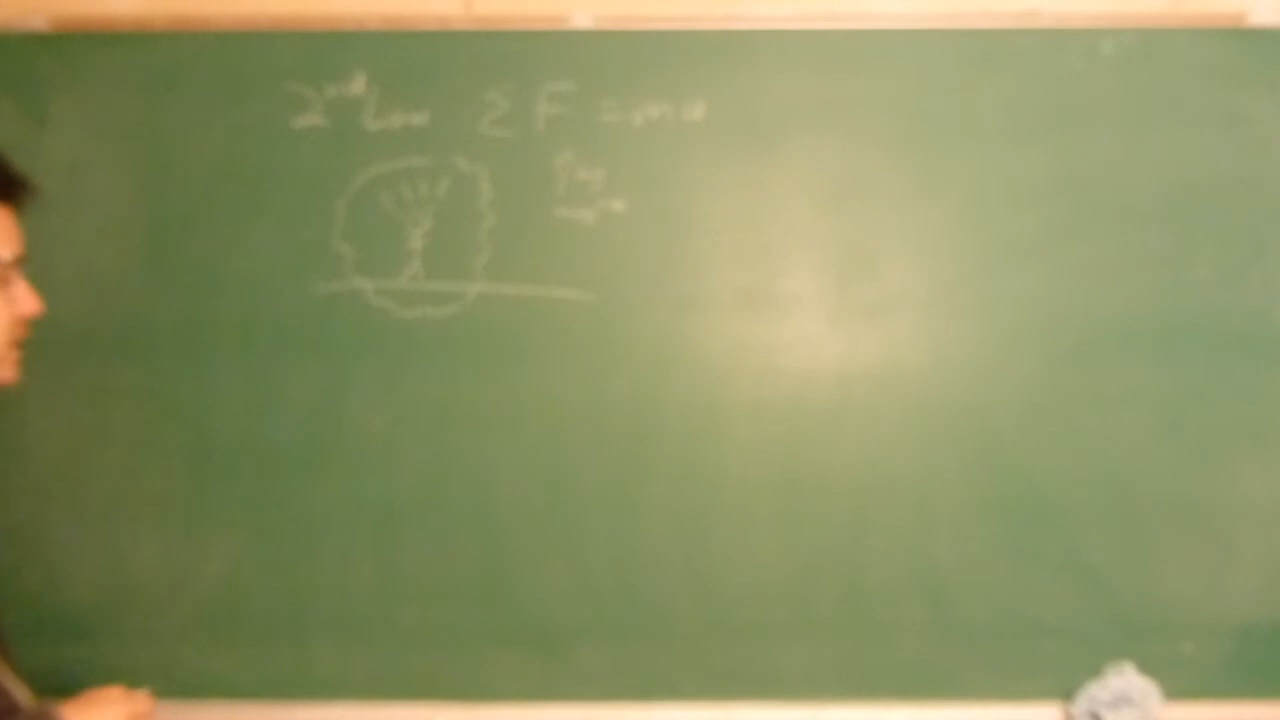 2nd Law Σ F = ma